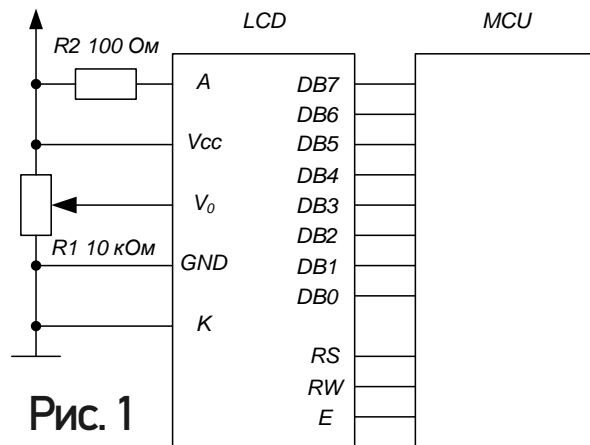 LCD
MCU
R2 100 Ом
A
Vcc
V0
R1 10 кОм
GND
K
DB7
DB6
DB5
DB4
DB3
DB2
DB1
DB0
RS
RW
E
Рис. 1